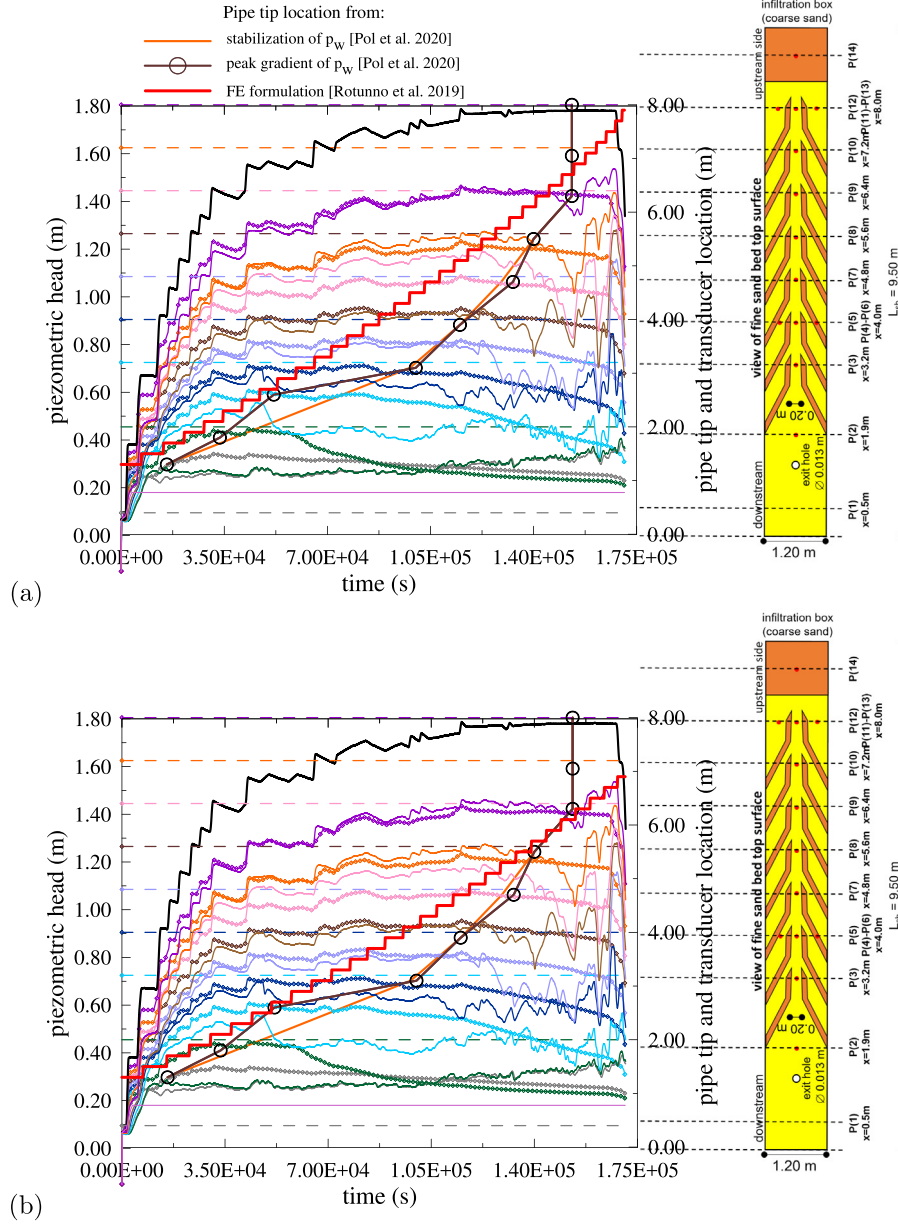 Pipe tip location from:
stabilization of pw [Pol et al. 2020]
peak gradient of pw [Pol et al. 2020]
FE formulation [Rotunno et al. 2019]
1.80
1.60
1.40
1.20
1.00
0.80
0.60
0.40
0.20
0.00
piezometric head (m)
0.00E+00
3.5E+04
7.0E+04
1.05E+05
1.40E+05
1.75E+05
time (s)
8.00
6.00
4.00
2.00
0.00
pipe tip and transducer location (m)
(a)
infiltration box
(coarse sand)
upstream side
view of fine sand bed top surface
downstream
0.20 m
exit hole
∅ 0.013 m
1.20 m
P(14)
P(12) P(11)-P(13)
x=8.0m
P(10)
x=7.2m
P(9)
x=6.4m
P(8)
x=5.6m
P(7)
x=4.8m
P(5) P(4)-P(6)
x=4.0m
P(3)
x=3.2m
P(2)
x=1.9m
P(1)
x=0.5m
= 9.50 m
1.80
1.60
1.40
1.20
1.00
0.80
0.60
0.40
0.20
0.00
piezometric head (m)
0.00E+00
3.5E+04
7.0E+04
1.05E+05
1.40E+05
1.75E+05
time (s)
8.00
6.00
4.00
2.00
0.00
pipe tip and transducer location (m)
(b)
infiltration box
(coarse sand)
upstream side
view of fine sand bed top surface
downstream
0.20 m
exit hole
∅ 0.013 m
1.20 m
P(14)
P(12) P(11)-P(13)
x=8.0m
P(10)
x=7.2m
P(9)
x=6.4m
P(8)
x=5.6m
P(7)
x=4.8m
P(5) P(4)-P(6)
x=4.0m
P(3)
x=3.2m
P(2)
x=1.9m
P(1)
x=0.5m
= 9.50 m